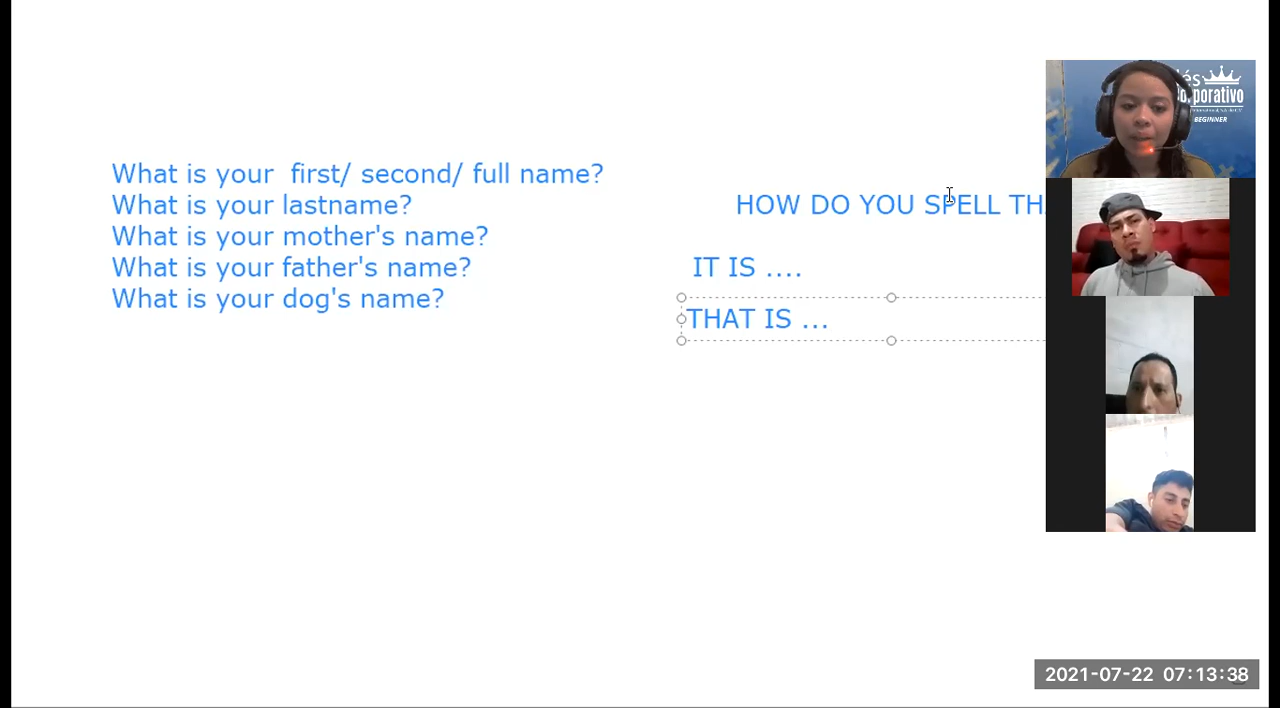 What is your first/ second/ full name?
What is your lastname?
What is your mother's name?
What is your father's name?
What is your dog's name?
HOW DO YOU SPELL
IT IS ....
THAT IS ...
BEGINNER
2021-07-22 07:13:38